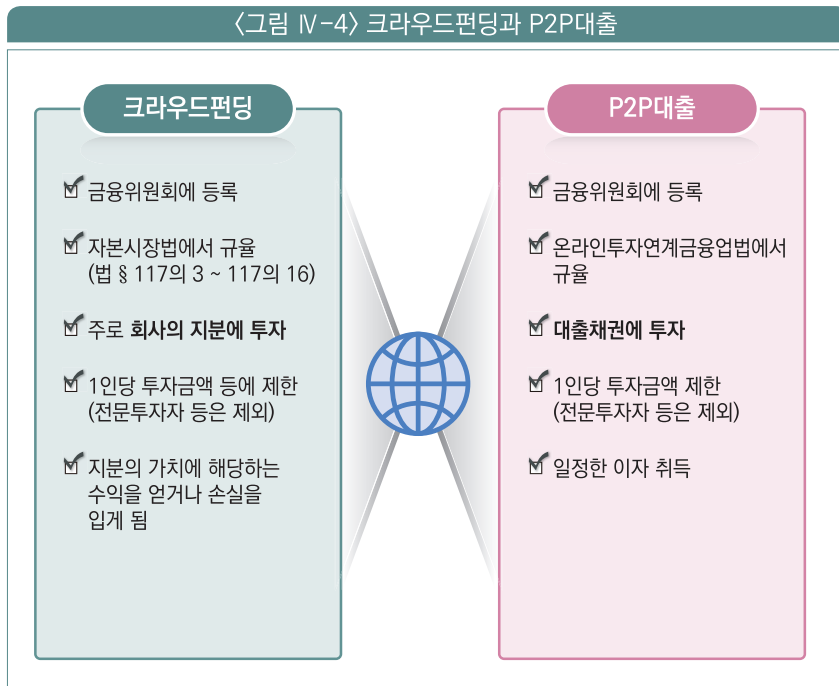 〈그림 Ⅳ-4〉 크라우드펀딩과 P2P대출
크라우드펀딩
금융위원회에 등록
자본시장법에서 규율
(법 § 117의 3 ~ 117의 16)
주로 회사의 지분에 투자
1인당 투자금액 등에 제한
(전문투자자 등은 제외)
지분의 가치에 해당하는
수익을 얻거나 손실을
입게 됨
P2P대출
금융위원회에 등록
온라인투자연계금융업법에서
규율
대출채권에 투자
1인당 투자금액 제한
(전문투자자 등은 제외)
일정한 이자 취득